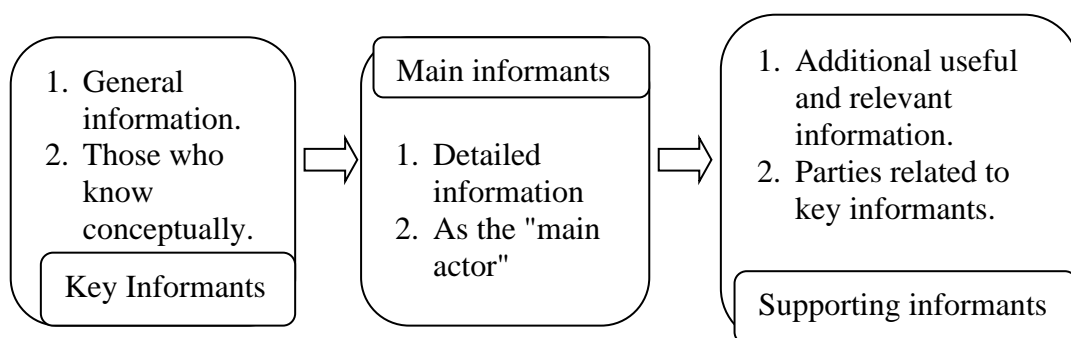 1. General
information.
2. Those who
know
conceptually.
Key Informants
Main informants
1. Detailed
information
2. As the "main
actor"
1. Additional useful
and relevant
information.
2. Parties related to
key informants.
Supporting informants